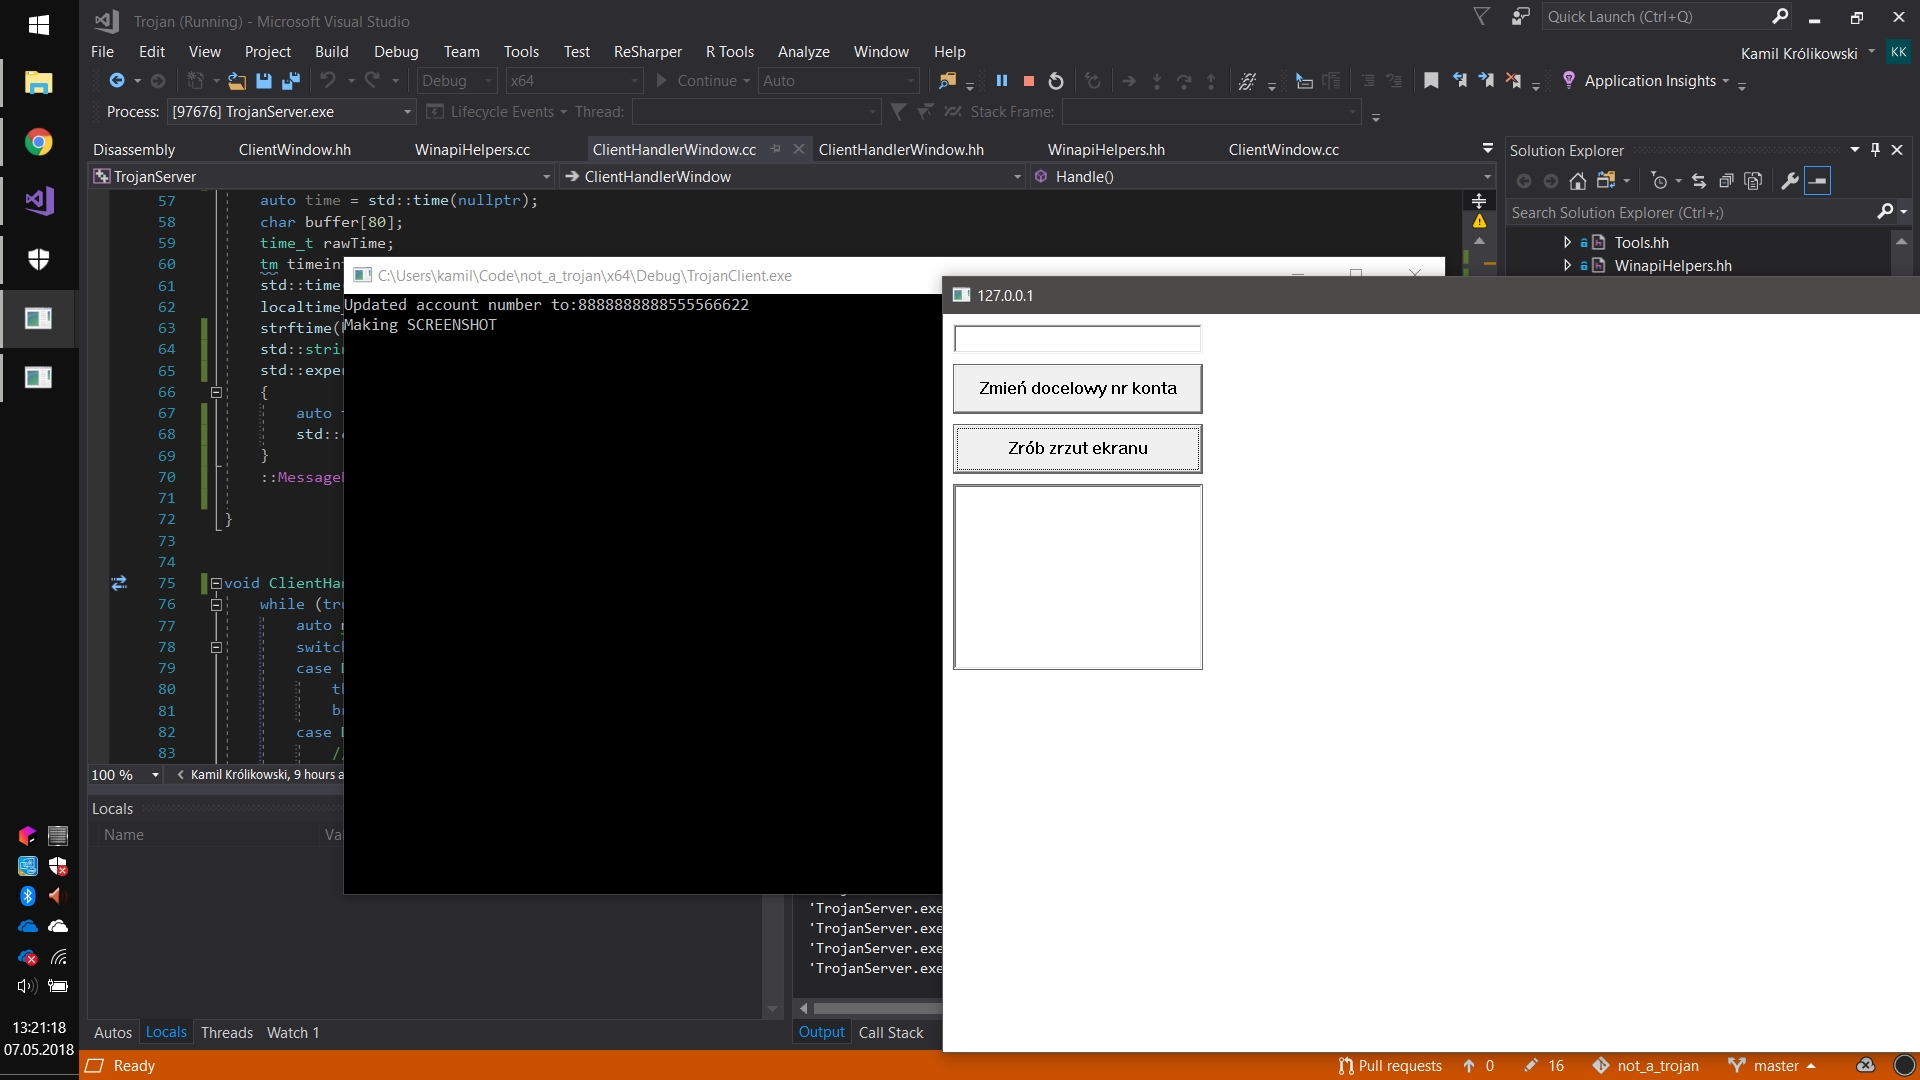 Trojan (Running) - Microsoft Visual Studio
Quick Launch (Ctrl+Q)
File Edit View Project Build Debug Team Tools Test ReSharper R Tools Analyze Window Help
Kamil Królikowski KK
Debug x64 Continue Auto Application Insights
Process: [97676] TrojanServer.exe Lifecycle Events Thread: Stack Frame:
Disassembly ClientWindow.hh WinapiHelpers.cc ClientHandlerWindow.cc ClientHandlerWindow.hh WinapiHelpers.hh ClientWindow.cc
TrojanServer ClientHandlerWindow Handle()
57 auto time = std::time(nullptr);
58 char buffer[80];
59 time_t rawTime;
60 tm timein
61 std::time
62 localtime_
63 strftime(
64 std::strin
65 std::expe
66 {
67 auto
68 std::
69 }
70 ::Message
71
72 }
73
74
75 void ClientHan
76 while (tru
77 auto
78 switc
79 case
80 th
81 br
82 case
83 //
100 % Kamil Królikowski, 9 hours a
Solution Explorer
Search Solution Explorer (Ctrl+;)
Tools.hh
WinapiHelpers.hh
C:\Users\kamil\Code\not_a_trojan\x64\Debug\TrojanClient.exe
Updated account number to:8888888888555566622
Making SCREENSHOT
127.0.0.1
Zmień docelowy nr konta
Zrób zrzut ekranu
Locals
Name Va
Autos Locals Threads Watch 1
'TrojanServer.exe
'TrojanServer.exe
'TrojanServer.exe
'TrojanServer.exe
Output Call Stack
13:21:18
07.05.2018
Ready Pull requests 0 16 not_a_trojan master